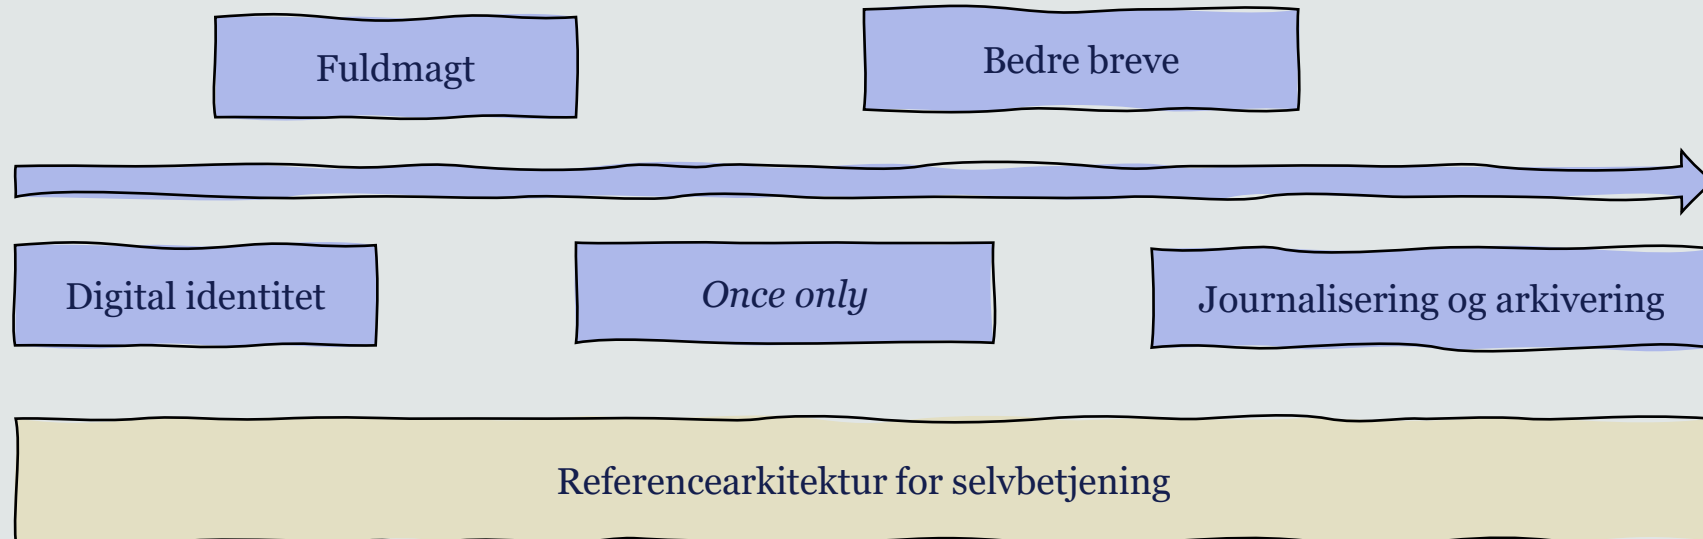 Fuldmagt
Bedre breve
Digital identitet
Once only
Journalisering og arkivering
Referencearkitektur for selvbetjening